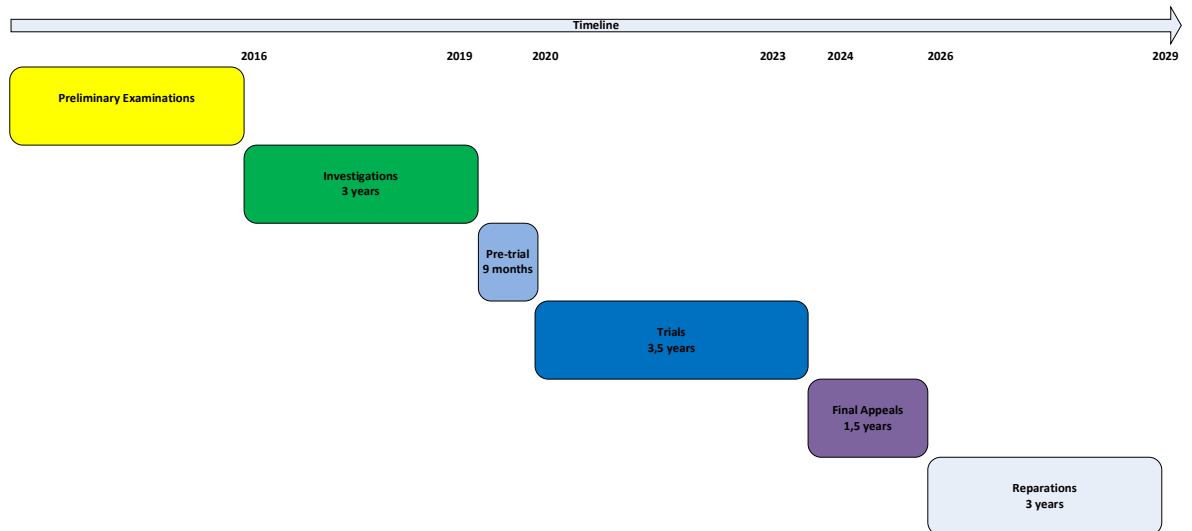 Timeline
2016 2019 2020 2023 2024 2026 2029
Preliminary Examinations
Investigations
3 years
Pre-trial
9 months
Trials
3,5 years
Final Appeals
1,5 years
Reparations
3 years